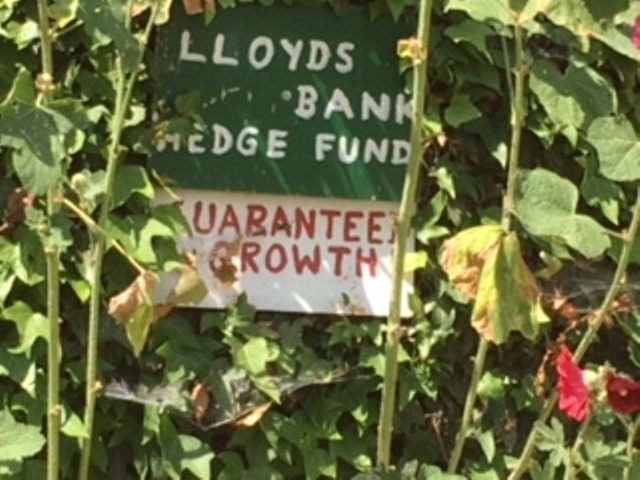 LLOYDS
BANK
HEDGE FUND
GUARANTEED
GROWTH